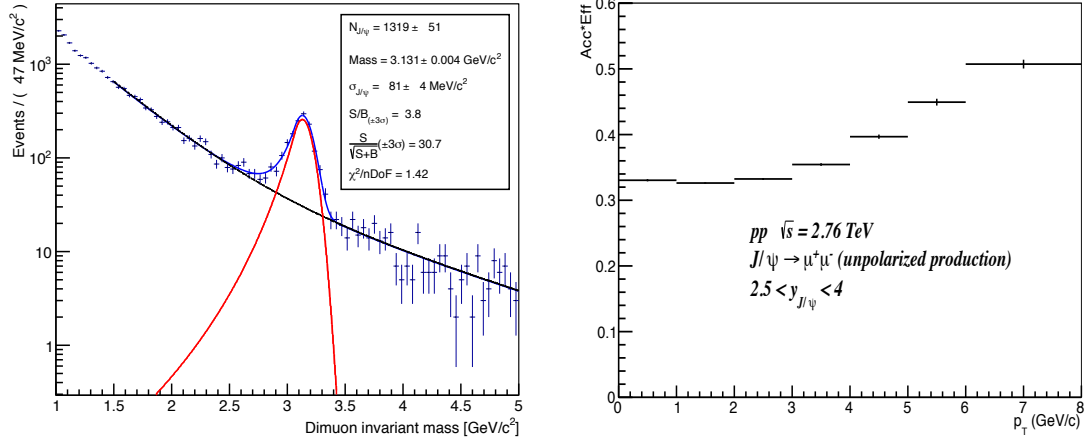 Events / ( 47 MeV/c²)
10³
10²
10
1
N_J/ψ = 1319 ± 51
Mass = 3.131 ± 0.004 GeV/c²
σ_J/ψ = 81 ± 4 MeV/c²
S/B_(±3σ) = 3.8
S/√S+B (±3σ) = 30.7
χ²/nDoF = 1.42
1 1.5 2 2.5 3 3.5 4 4.5 5
Dimuon invariant mass [GeV/c²]
Acc*Eff
0.6
0.5
0.4
0.3
0.2
0.1
0
pp √s = 2.76 TeV
J/ψ → μ⁺μ⁻ (unpolarized production)
2.5 < y_J/ψ < 4
0 1 2 3 4 5 6 7 8
p_T (GeV/c)